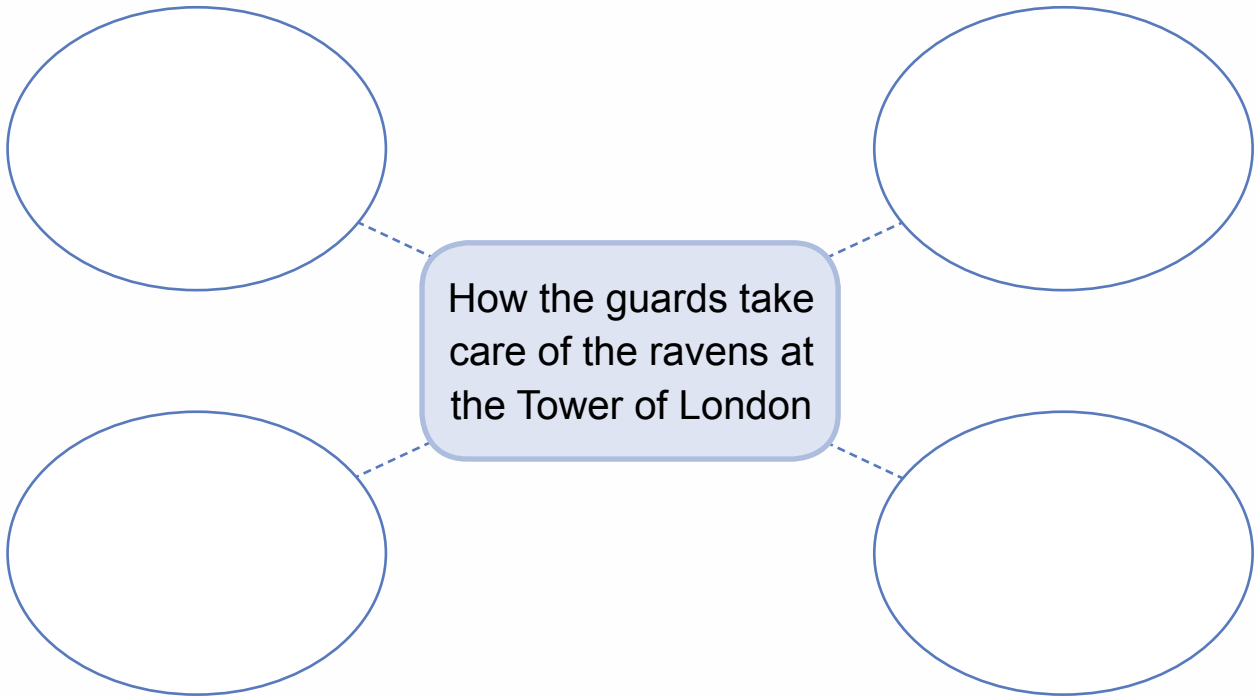 How the guards take
care of the ravens at
the Tower of London